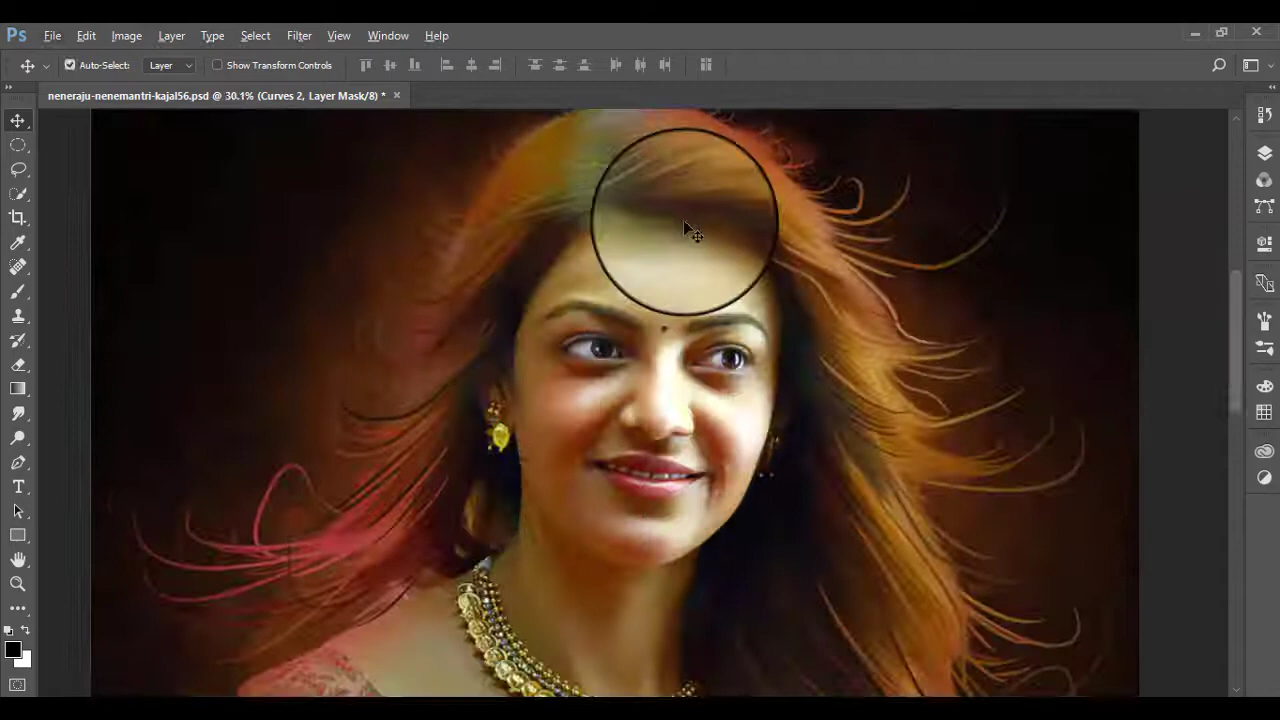 Ps File Edit Image Layer Type Select Filter View Window Help
Auto-Select: Layer Show Transform Controls
neneraju-nenemantri-kajal56.psd @ 30.1% (Curves 2, Layer Mask/8) *
T